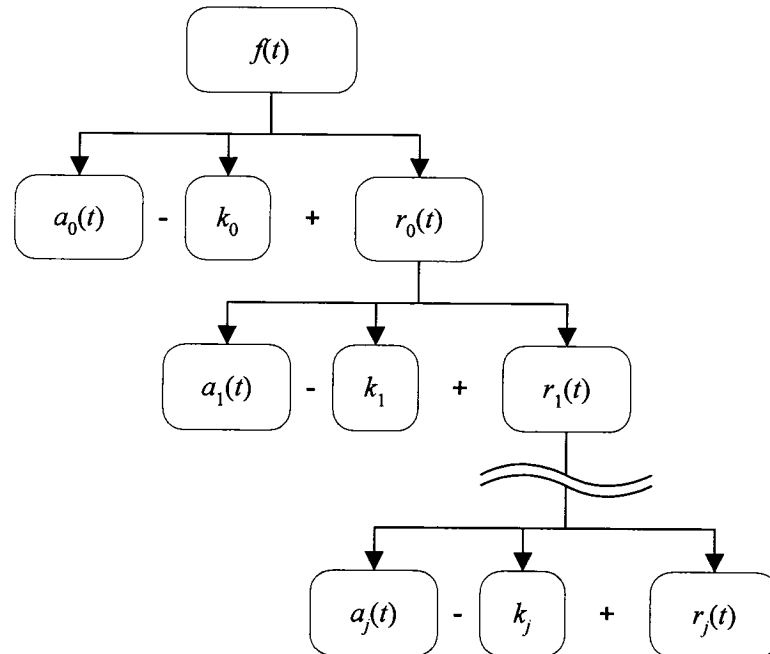 f(t)
a₀(t) - k₀ + r₀(t)
a₁(t) - k₁ + r₁(t)
aⱼ(t) - kⱼ + rⱼ(t)